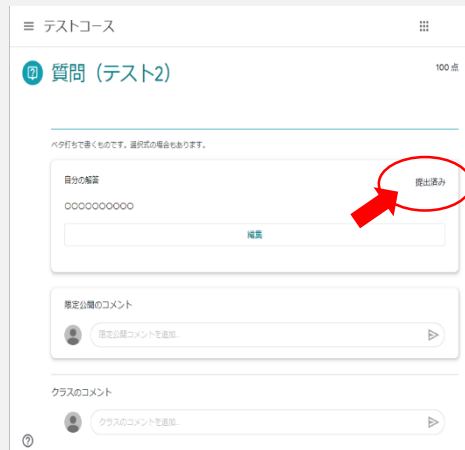 テストコース
質問（テスト2）
100 点
ベタ打ちで書くものです。選択式の場合もあります。
自分の解答
提出済み
○○○○○○○○○○
編集
限定公開のコメント
限定公開コメントを追加...
クラスのコメント
クラスのコメントを追加...